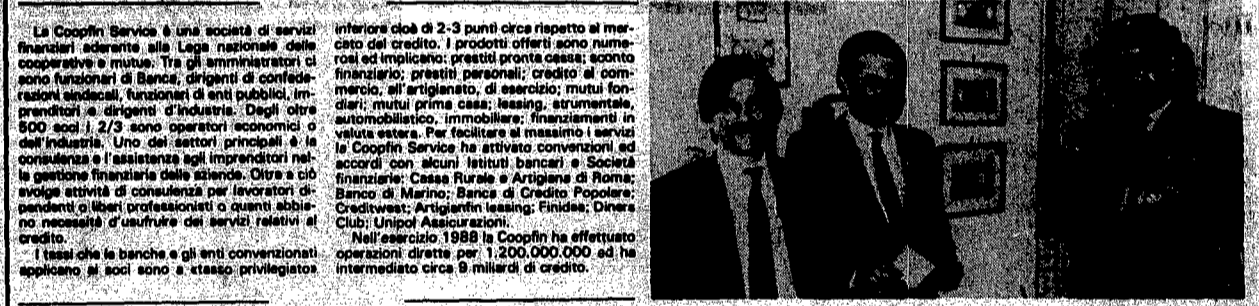 La Coopfin Service è una società di servizi
finanziari aderente alla Lega nazionale delle
cooperative e mutue. Tra gli amministratori ci
sono funzionari di Banca, dirigenti di confede-
razioni sindacali, funzionari di enti pubblici, im-
prenditori e dirigenti d'industria. Degli oltre
500 soci i 2/3 sono operatori economici o
dell'industria. Uno dei settori principali è la
consulenza e l'assistenza agli imprenditori nel-
la gestione finanziaria delle aziende. Oltre a ciò
svolge attività di consulenza per lavoratori di-
pendenti o liberi professionisti o quanti abbia-
no necessità d'usufruire dei servizi relativi al
credito.
I tassi che le banche e gli enti convenzionati
applicano ai soci sono a «tasso privilegiato»
inferiore cioè di 2-3 punti circa rispetto al mer-
cato del credito. I prodotti offerti sono nume-
rosi ed implicano: prestiti pronta cassa; sconto
finanziario; prestiti personali; credito al com-
mercio, all'artigianato, di esercizio; mutui fon-
diari; mutui prima casa; leasing, strumentale,
automobilistico, immobiliare; finanziamenti in
valuta estera. Per facilitare al massimo i servizi
la Coopfin Service ha attivato convenzioni ed
accordi con alcuni Istituti bancari e Società
finanziarie: Cassa Rurale e Artigiana di Roma;
Banco di Marino; Banca di Credito Popolare;
Creditwest; Artigianfin leasing; Finidea; Diners
Club; Unipol Assicurazioni.
Nell'esercizio 1988 la Coopfin ha effettuato
operazioni dirette per 1.200.000.000 ed ha
intermediato circa 9 miliardi di credito.